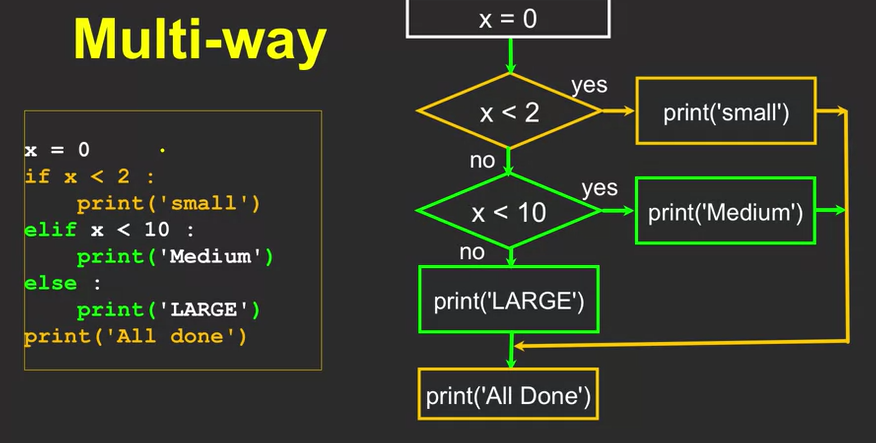 Multi-way
x = 0
if x < 2 :
    print('small')
elif x < 10 :
    print('Medium')
else :
    print('LARGE')
print('All done')
x = 0
x < 2
yes
print('small')
no
x < 10
yes
print('Medium')
no
print('LARGE')
print('All Done')